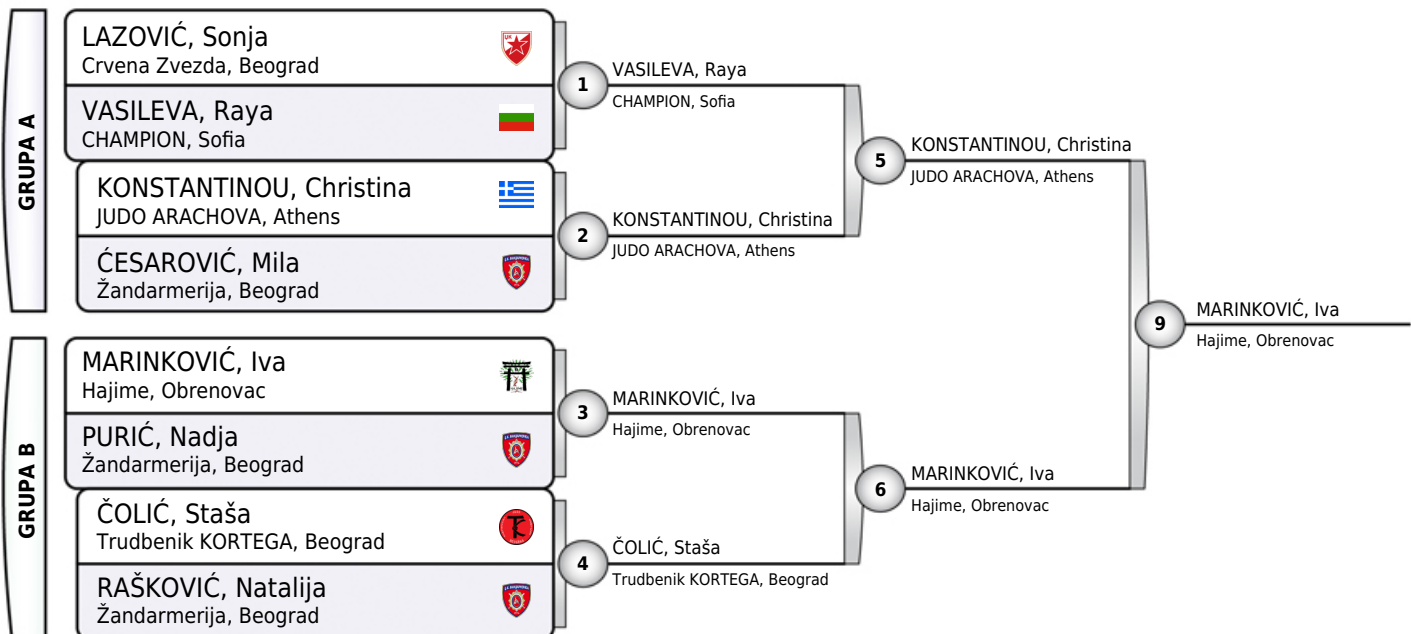 GRUPA A
LAZOVIĆ, Sonja
Crvena Zvezda, Beograd
VASILEVA, Raya
CHAMPION, Sofia
KONSTANTINOU, Christina
JUDO ARACHOVA, Athens
ĆESAROVIĆ, Mila
Žandarmerija, Beograd
GRUPA B
MARINKOVIĆ, Iva
Hajime, Obrenovac
PURIĆ, Nadja
Žandarmerija, Beograd
ČOLIĆ, Staša
Trudbenik KORTEGA, Beograd
RAŠKOVIĆ, Natalija
Žandarmerija, Beograd
1
VASILEVA, Raya
CHAMPION, Sofia
2
KONSTANTINOU, Christina
JUDO ARACHOVA, Athens
3
MARINKOVIĆ, Iva
Hajime, Obrenovac
4
ČOLIĆ, Staša
Trudbenik KORTEGA, Beograd
5
KONSTANTINOU, Christina
JUDO ARACHOVA, Athens
6
MARINKOVIĆ, Iva
Hajime, Obrenovac
9
MARINKOVIĆ, Iva
Hajime, Obrenovac